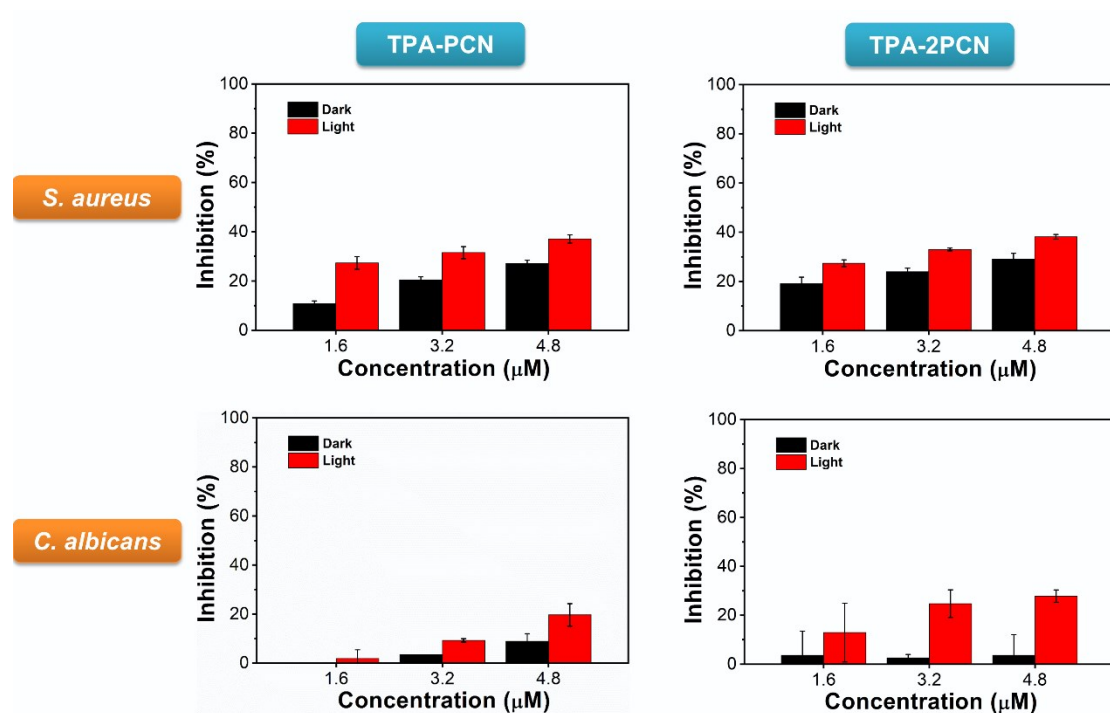 TPA-PCN
TPA-2PCN
S. aureus
Inhibition (%)
100
80
60
40
20
0
Dark
Light
1.6
3.2
4.8
Concentration (μM)
Inhibition (%)
100
80
60
40
20
0
Dark
Light
1.6
3.2
4.8
Concentration (μM)
C. albicans
Inhibition (%)
100
80
60
40
20
0
Dark
Light
1.6
3.2
4.8
Concentration (μM)
Inhibition (%)
100
80
60
40
20
0
Dark
Light
1.6
3.2
4.8
Concentration (μM)